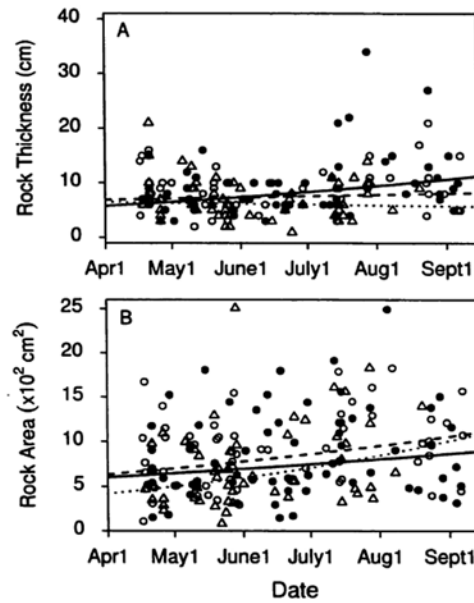 A
Rock Thickness (cm)
40
30
20
10
0
Apr1 May1 June1 July1 Aug1 Sept1
B
Rock Area (x10² cm²)
25
20
15
10
5
0
Apr1 May1 June1 July1 Aug1 Sept1
Date